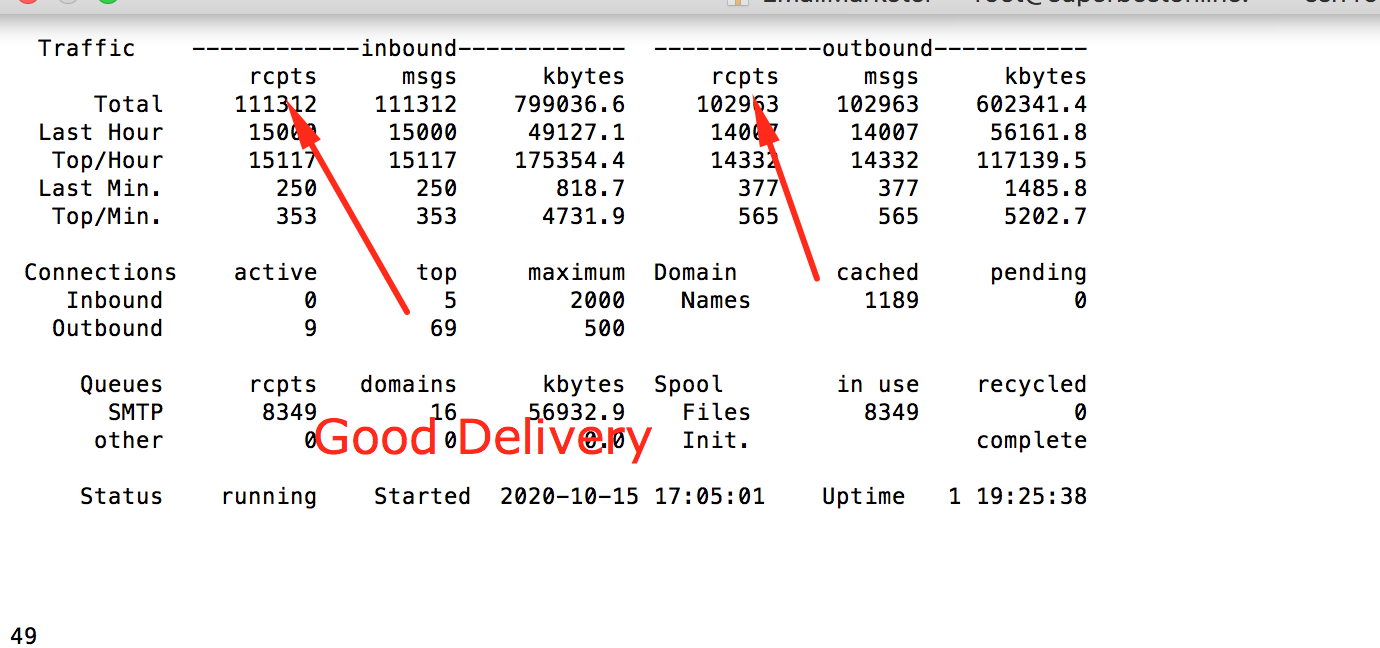 Traffic ------------inbound------------ ------------outbound-----------
rcpts msgs kbytes rcpts msgs kbytes
Total 111312 111312 799036.6 102963 102963 602341.4
Last Hour 15000 15000 49127.1 14007 14007 56161.8
Top/Hour 15117 15117 175354.4 14332 14332 117139.5
Last Min. 250 250 818.7 377 377 1485.8
Top/Min. 353 353 4731.9 565 565 5202.7
Connections active top maximum Domain cached pending
Inbound 0 5 2000 Names 1189 0
Outbound 9 69 500
Queues rcpts domains kbytes Spool in use recycled
SMTP 8349 16 56932.9 Files 8349 0
other 0 0 0.0 Init. complete
Good Delivery
Status running Started 2020-10-15 17:05:01 Uptime 1 19:25:38
49